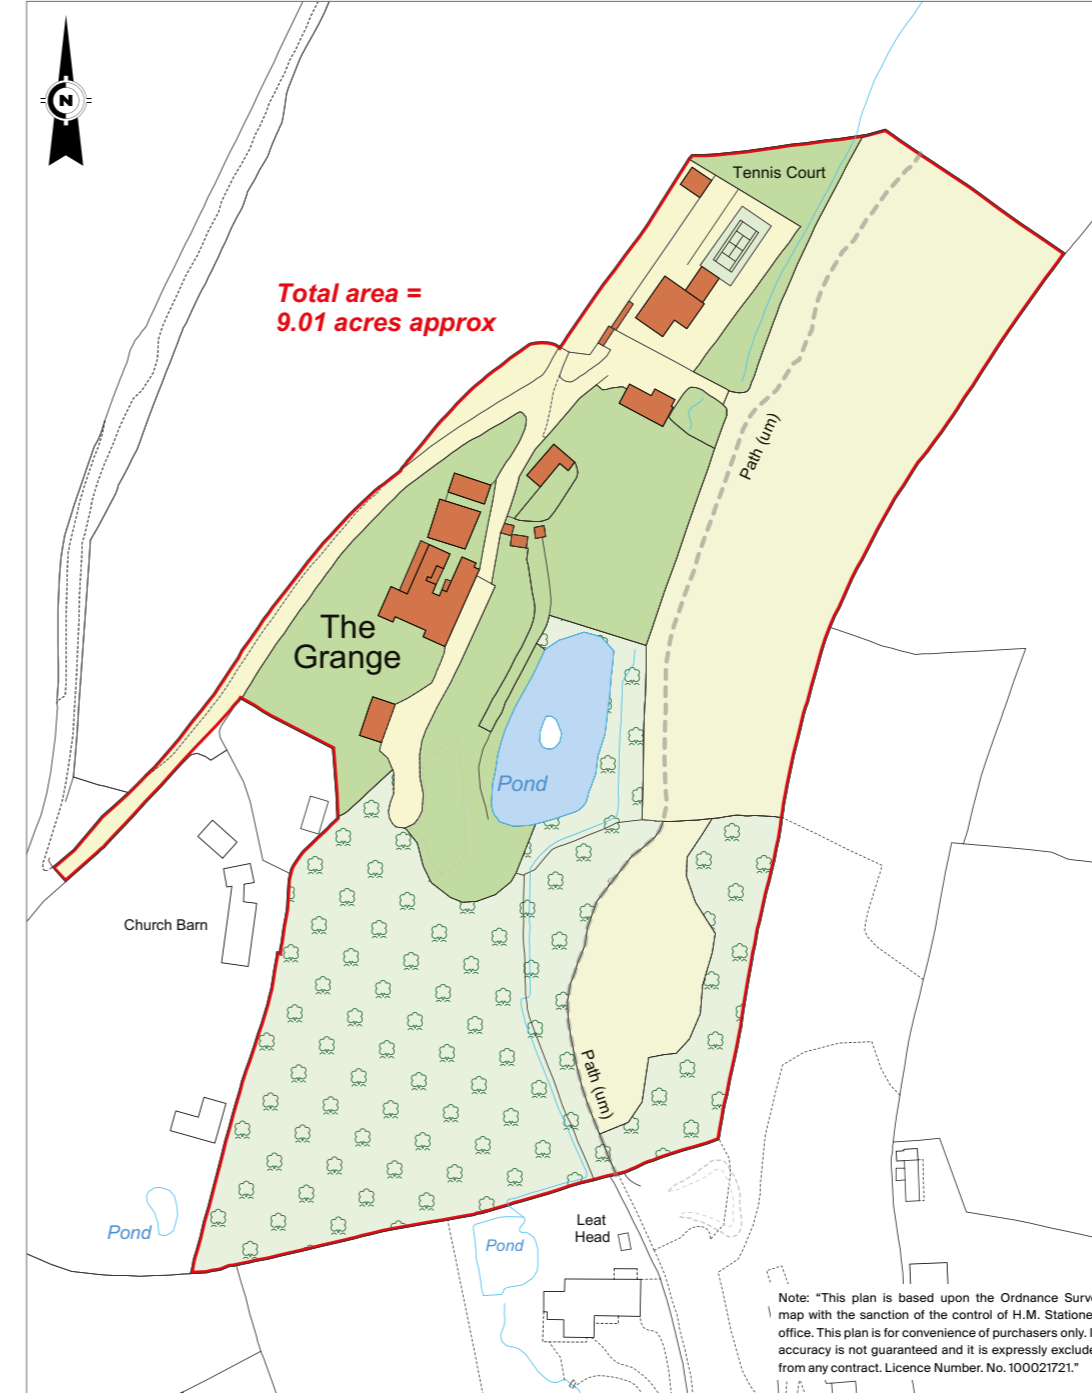 N
Tennis Court
Total area =
9.01 acres approx
Path (um)
The
Grange
Pond
Church Barn
Path (um)
Pond
Pond
Leat
Head
Note: “This plan is based upon the Ordnance
map with the sanction of the control of H.M.
office. This plan is for convenience of purchasers only.
accuracy is not guaranteed and it is expressly
from any contract. Licence Number. No. 100021721.”